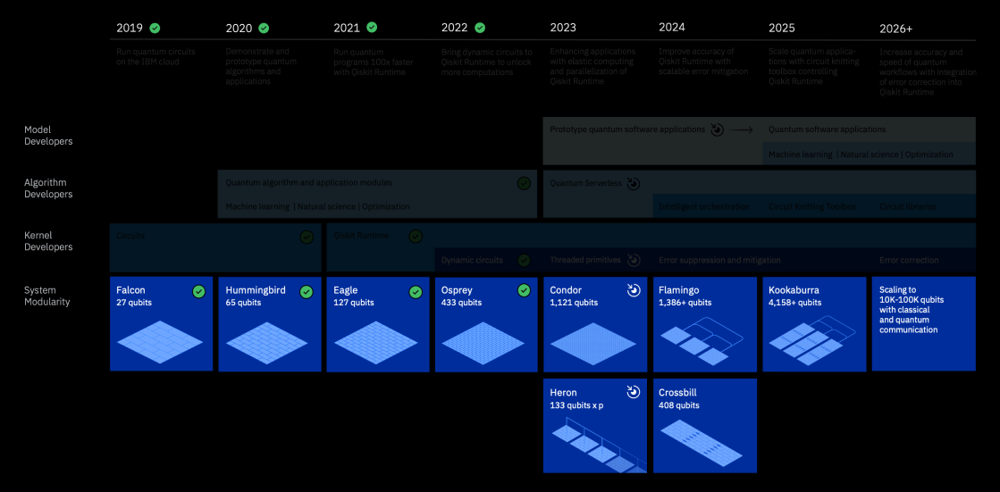 2019
2020
2021
2022
2023
2024
2025
2026+
Run quantum circuits
on the IBM cloud
Demonstrate and
prototype quantum
algorithms and
applications
Run quantum
programs 100x faster
with Qiskit Runtime
Bring dynamic circuits to
Qiskit Runtime to unlock
more computations
Enhancing applications
with elastic computing
and parallelization of
Qiskit Runtime
Improve accuracy of
Qiskit Runtime with
scalable error mitigation
Scale quantum applica-
tions with circuit knitting
toolbox controlling
Qiskit Runtime
Increase accuracy and
speed of quantum
workflows with integration
of error correction into
Qiskit Runtime
Model
Developers
Prototype quantum software applications
Quantum software applications
Machine learning | Natural science | Optimization
Algorithm
Developers
Quantum algorithm and application modules
Machine learning | Natural science | Optimization
Quantum Serverless
Intelligent orchestration
Circuit Knitting Toolbox
Circuit libraries
Kernel
Developers
Circuits
Qiskit Runtime
Dynamic circuits
Threaded primitives
Error suppression and mitigation
Error correction
System
Modularity
Falcon
27 qubits
Hummingbird
65 qubits
Eagle
127 qubits
Osprey
433 qubits
Condor
1,121 qubits
Flamingo
1,386+ qubits
Kookaburra
4,158+ qubits
Scaling to
10K-100K qubits
with classical
and quantum
communication
Heron
133 qubits x p
Crossbill
408 qubits